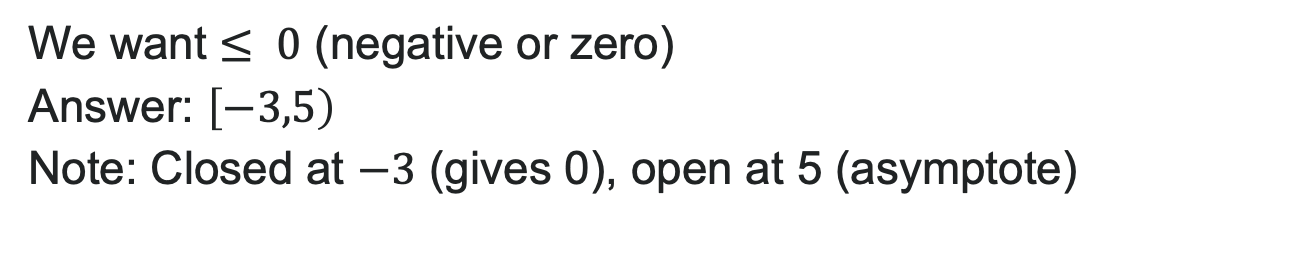 We want ≤ 0 (negative or zero)
Answer: [−3,5)
Note: Closed at −3 (gives 0), open at 5 (asymptote)